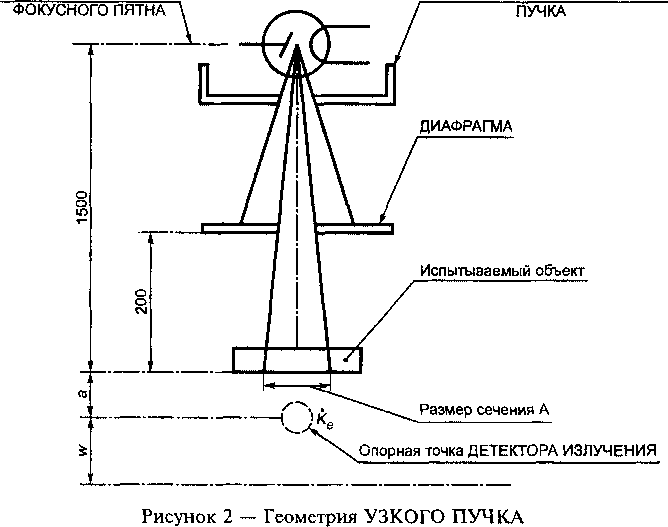 ФОКУСНОГО ПЯТНА
ПУЧКА
ДИАФРАГМА
1500
200
Испытываемый объект
a
Размер сечения А
K̇e
Опорная точка ДЕТЕКТОРА ИЗЛУЧЕНИЯ
w
Рисунок 2 — Геометрия УЗКОГО ПУЧКА